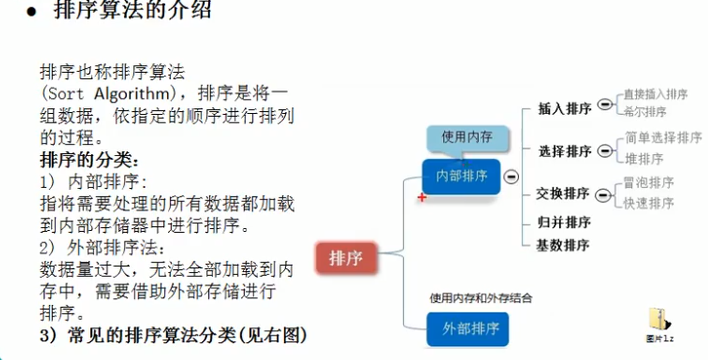 ● 排序算法的介绍
排序也称排序算法
(Sort Algorithm)，排序是将一
组数据，依指定的顺序进行排列
的过程。
排序的分类：
1) 内部排序：
指将需要处理的所有数据都加载
到内部存储器中进行排序。
2) 外部排序法：
数据量过大，无法全部加载到内
存中，需要借助外部存储进行
排序。
3) 常见的排序算法分类(见右图)
排序
使用内存
内部排序
插入排序
直接插入排序
希尔排序
选择排序
简单选择排序
堆排序
交换排序
冒泡排序
快速排序
归并排序
基数排序
使用内存和外存结合
外部排序
图片1.z